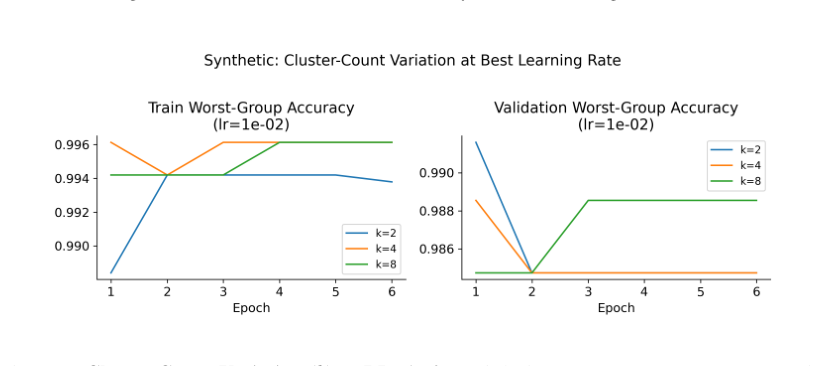 Synthetic: Cluster-Count Variation at Best Learning Rate
Train Worst-Group Accuracy
(lr=1e-02)
0.996
0.994
0.992
0.990
k=2
k=4
k=8
1 2 3 4 5 6
Epoch
Validation Worst-Group Accuracy
(lr=1e-02)
0.990
0.988
0.986
k=2
k=4
k=8
1 2 3 4 5 6
Epoch